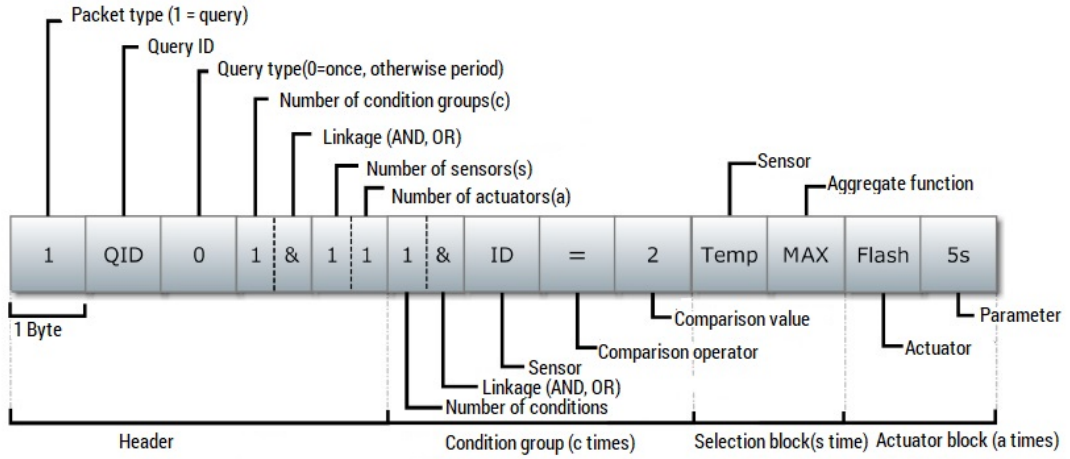 Packet type (1 = query)
Query ID
Query type(0=once, otherwise period)
Number of condition groups(c)
Linkage (AND, OR)
Number of sensors(s)
Number of actuators(a)
Sensor
Aggregate function
1 QID 0 1 & 1 1 1 & ID = 2 Temp MAX Flash 5s
1 Byte
Comparison value
Parameter
Comparison operator
Actuator
Sensor
Linkage (AND, OR)
Number of conditions
Header
Condition group (c times)
Selection block(s time)
Actuator block (a times)